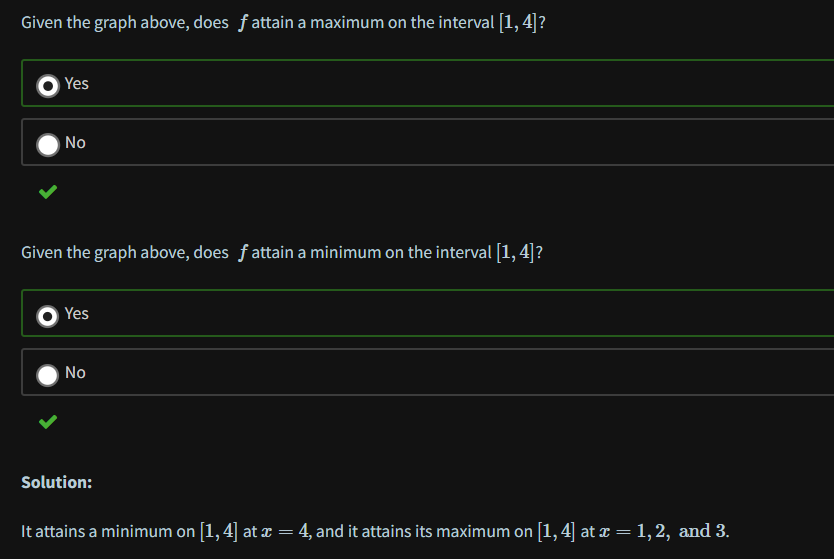 Given the graph above, does f attain a maximum on the interval [1, 4]?
Yes
No
Given the graph above, does f attain a minimum on the interval [1, 4]?
Yes
No
Solution:
It attains a minimum on [1, 4] at x = 4, and it attains its maximum on [1, 4] at x = 1, 2, and 3.